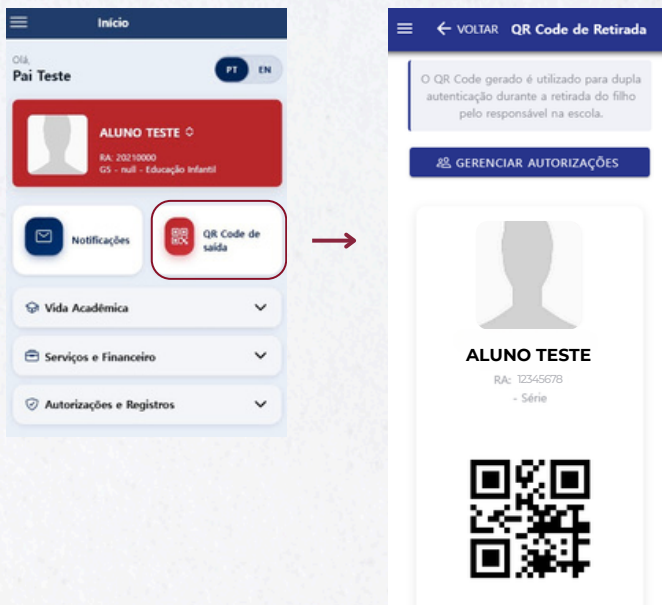 Início
Olá,
Pai Teste
PT EN
ALUNO TESTE
RA: 20210000
G5 - null - Educação Infantil
Notificações
QR Code de
saída
Vida Acadêmica
Serviços e Financeiro
Autorizações e Registros
VOLTAR QR Code de Retirada
O QR Code gerado é utilizado para dupla
autenticação durante a retirada do filho
pelo responsável na escola.
GERENCIAR AUTORIZAÇÕES
ALUNO TESTE
RA: 12345678
- Série